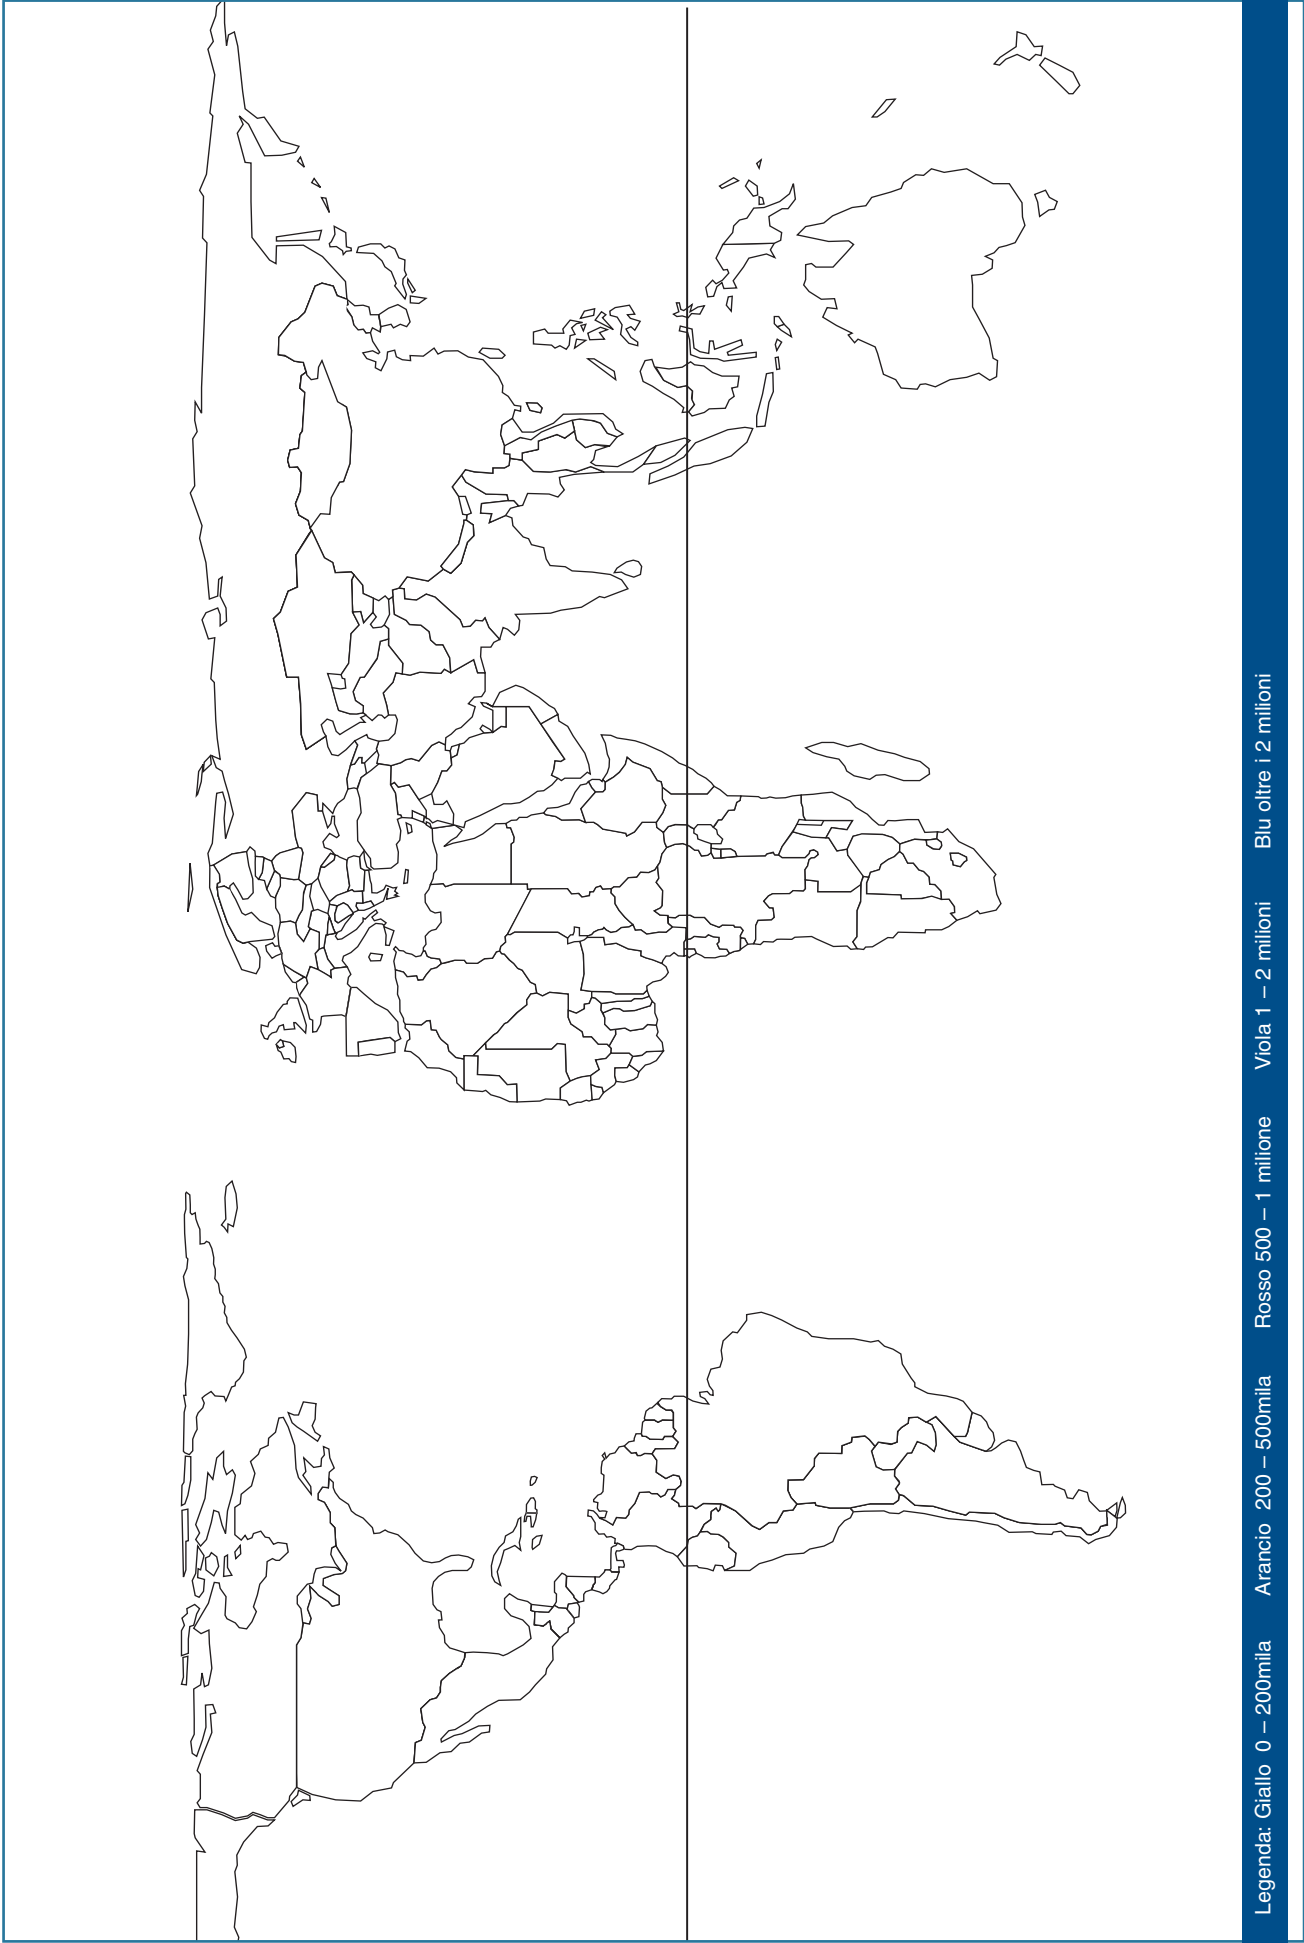 Legenda: Giallo 0 – 200mila Arancio 200 – 500mila Rosso 500 – 1 milione Viola 1 – 2 milioni Blu oltre i 2 milioni